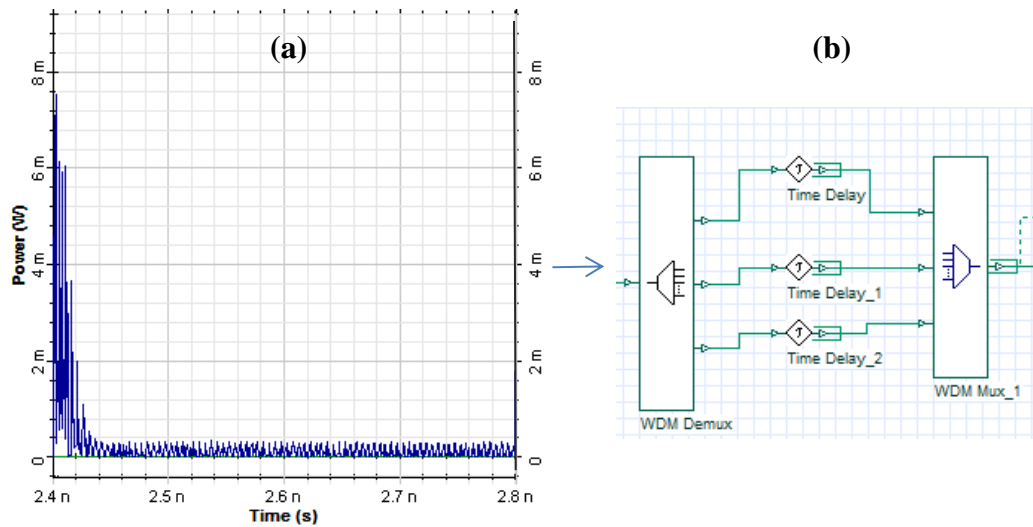 (a)
(b)
Power (W)
8 m
6 m
4 m
2 m
0
8 m
6 m
4 m
2 m
0
2.4 n
2.5 n
2.6 n
2.7 n
2.8 n
Time (s)
τ
Time Delay
τ
Time Delay_1
τ
Time Delay_2
WDM Demux
WDM Mux_1